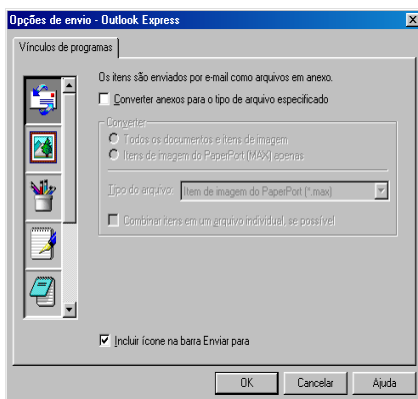 Opções de envio - Outlook Express
Vínculos de programas
Os itens são enviados por e-mail como arquivos em anexo.
Converter anexos para o tipo de arquivo especificado
Converter
Todos os documentos e itens de imagem
Itens de imagem do PaperPort (MAX) apenas
Tipo do arquivo: Item de imagem do PaperPort (*.max)
Combinar itens em um arquivo individual, se possível
Incluir ícone na barra Enviar para
OK Cancelar Ajuda